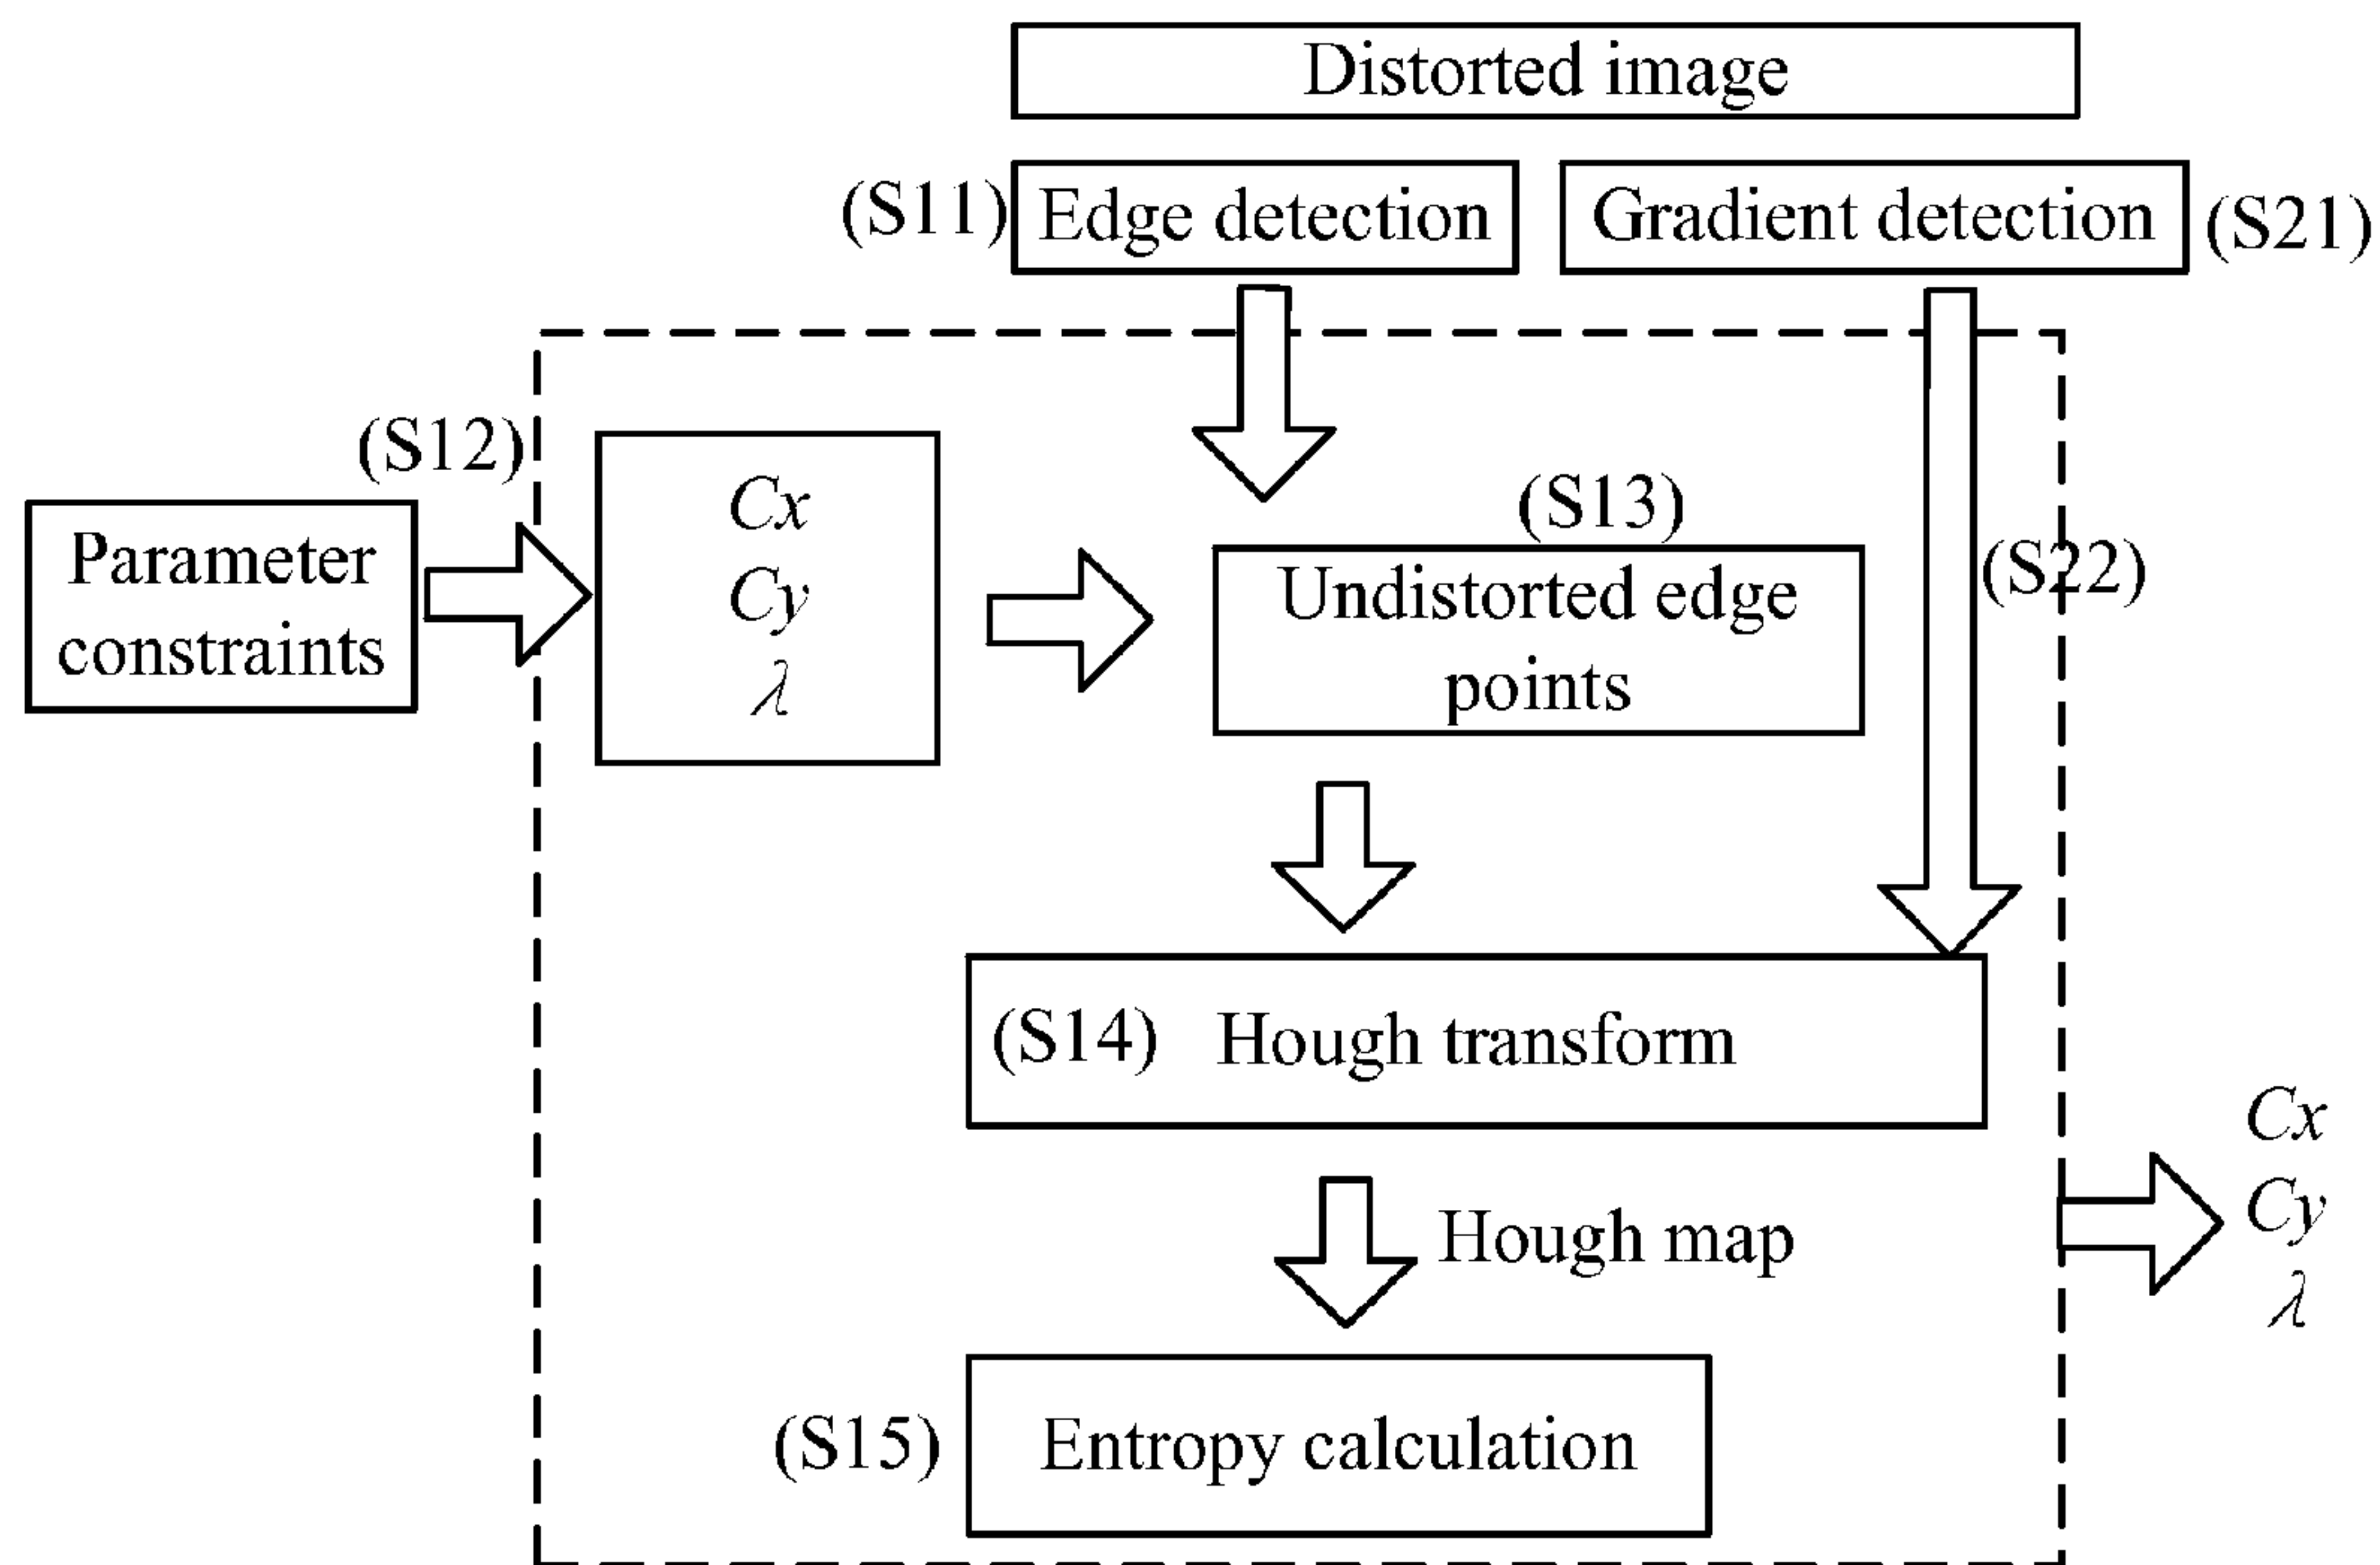 Distorted image
(S11) Edge detection
Gradient detection (S21)
(S12)
Parameter
constraints
Cx
Cy
λ
(S13)
Undistorted edge
points
(S22)
(S14) Hough transform
Hough map
Cx
Cy
λ
(S15) Entropy calculation